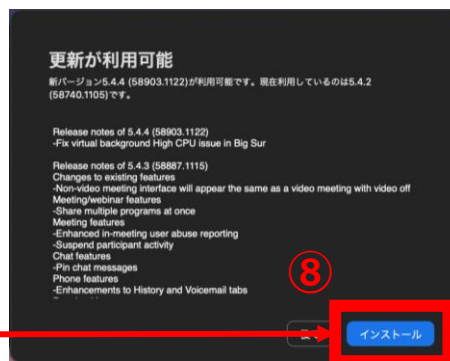 更新が利用可能
新バージョン5.4.4 (58903.1122)が利用可能です。現在利用しているのは5.4.2
(58740.1105)です。
Release notes of 5.4.4 (58903.1122)
-Fix virtual background High CPU issue in Big Sur
Release notes of 5.4.3 (58887.1115)
Changes to existing features
-Non-video meeting interface will appear the same as a video meeting with video off
Meeting/webinar features
-Share multiple programs at once
Meeting features
-Enhanced in-meeting user abuse reporting
-Suspend participant activity
Chat features
-Pin chat messages
Phone features
-Enhancements to History and Voicemail tabs
⑧
インストール